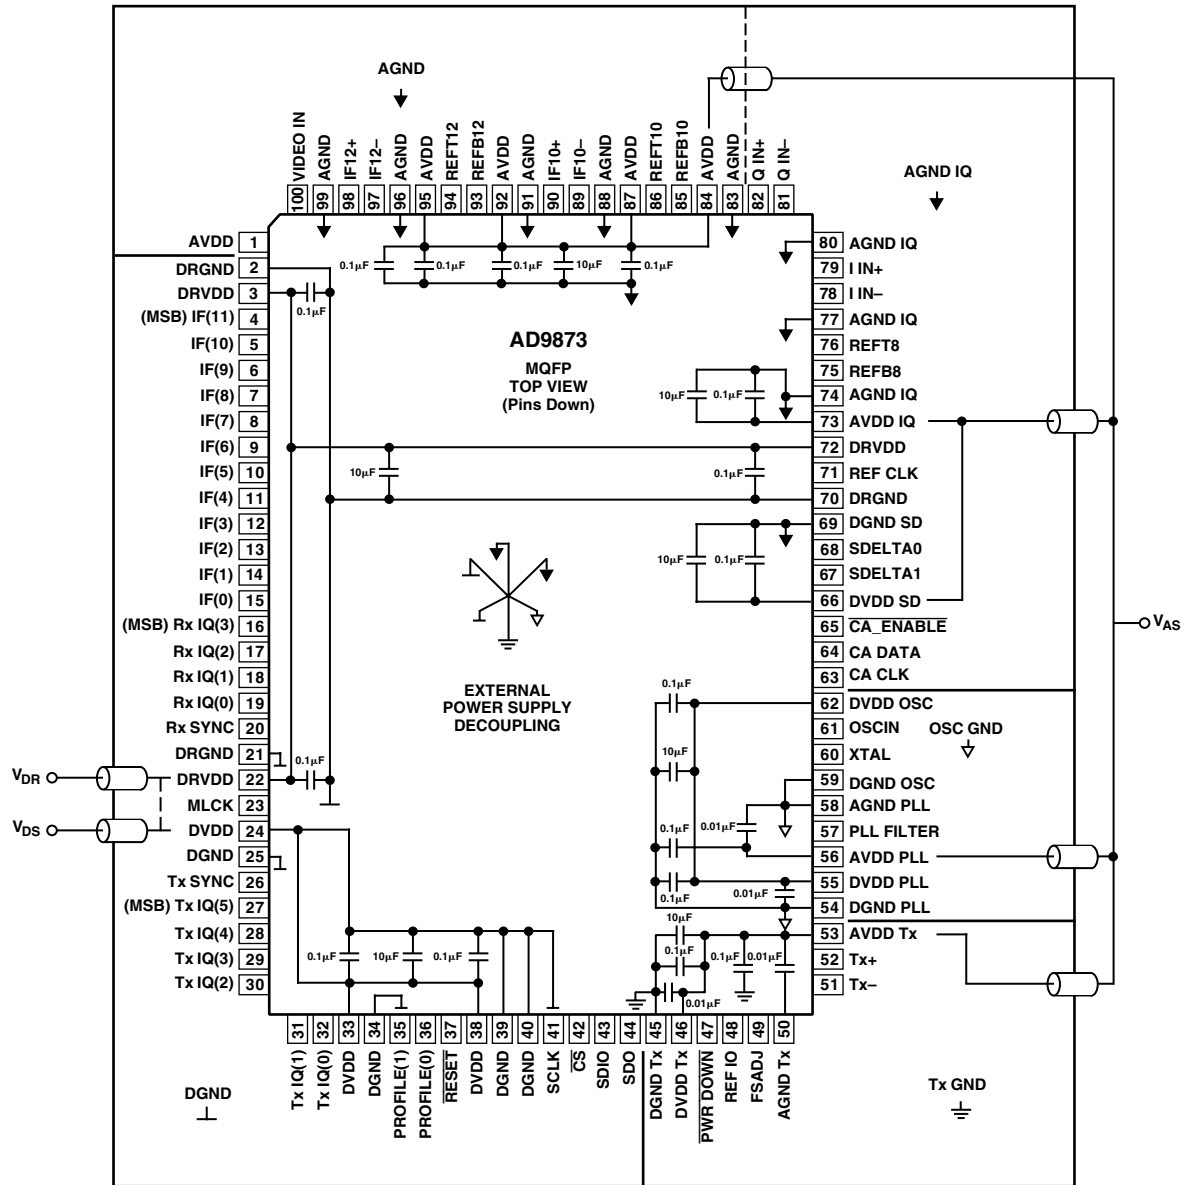 AGND
VIDEO IN
AGND
IF12+
IF12–
AGND
AVDD
REFT12
REFB12
AVDD
AGND
IF10+
IF10–
AGND
AVDD
REFT10
REFB10
AVDD
AGND
Q IN+
Q IN–
100 99 98 97 96 95 94 93 92 91 90 89 88 87 86 85 84 83 82 81
AGND IQ
AVDD 1
DRGND 2
DRVDD 3
(MSB) IF(11) 4
IF(10) 5
IF(9) 6
IF(8) 7
IF(7) 8
IF(6) 9
IF(5) 10
IF(4) 11
IF(3) 12
IF(2) 13
IF(1) 14
IF(0) 15
(MSB) Rx IQ(3) 16
Rx IQ(2) 17
Rx IQ(1) 18
Rx IQ(0) 19
Rx SYNC 20
DRGND 21
DRVDD 22
MLCK 23
DVDD 24
DGND 25
Tx SYNC 26
(MSB) Tx IQ(5) 27
Tx IQ(4) 28
Tx IQ(3) 29
Tx IQ(2) 30
VDR
VDS
0.1µF 0.1µF 0.1µF 10µF 0.1µF
0.1µF
AD9873
MQFP
TOP VIEW
(Pins Down)
10µF 0.1µF
10µF 0.1µF
10µF 0.1µF
EXTERNAL
POWER SUPPLY
DECOUPLING
0.1µF
0.1µF
10µF
0.01µF
0.1µF
0.1µF
0.01µF
10µF
0.1µF
0.1µF 0.01µF
0.01µF
0.1µF 10µF 0.1µF
80 AGND IQ
79 I IN+
78 I IN–
77 AGND IQ
76 REFT8
75 REFB8
74 AGND IQ
73 AVDD IQ
72 DRVDD
71 REF CLK
70 DRGND
69 DGND SD
68 SDELTA0
67 SDELTA1
66 DVDD SD
65 CA_ENABLE
64 CA DATA
63 CA CLK
62 DVDD OSC
61 OSCIN
60 XTAL
59 DGND OSC
58 AGND PLL
57 PLL FILTER
56 AVDD PLL
55 DVDD PLL
54 DGND PLL
53 AVDD Tx
52 Tx+
51 Tx–
OSC GND
VAS
31 32 33 34 35 36 37 38 39 40 41 42 43 44 45 46 47 48 49 50
Tx IQ(1)
Tx IQ(0)
DVDD
DGND
PROFILE(1)
PROFILE(0)
RESET
DVDD
DGND
DGND
SCLK
CS
SDIO
SDO
DGND Tx
DVDD Tx
PWR DOWN
REF IO
FSADJ
AGND Tx
DGND
Tx GND